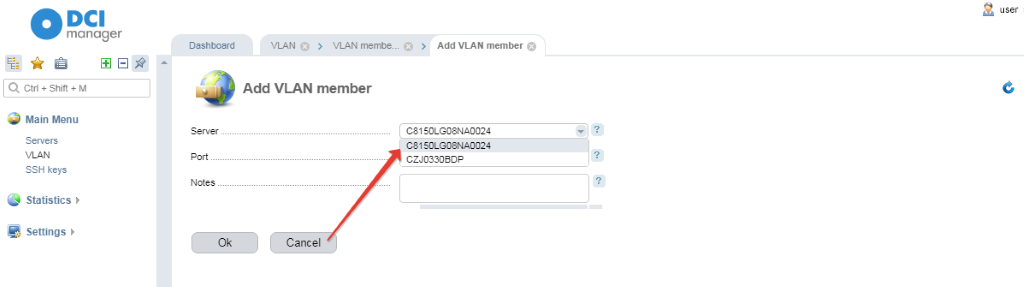 DCI
manager
user
Dashboard
VLAN
VLAN membe...
Add VLAN member
Ctrl + Shift + M
Add VLAN member
Main Menu
Servers
VLAN
SSH keys
Statistics
Settings
Server
C8150LG08NA0024
?
C8150LG08NA0024
CZJ0330BDP
Port
?
Notes
?
Ok
Cancel